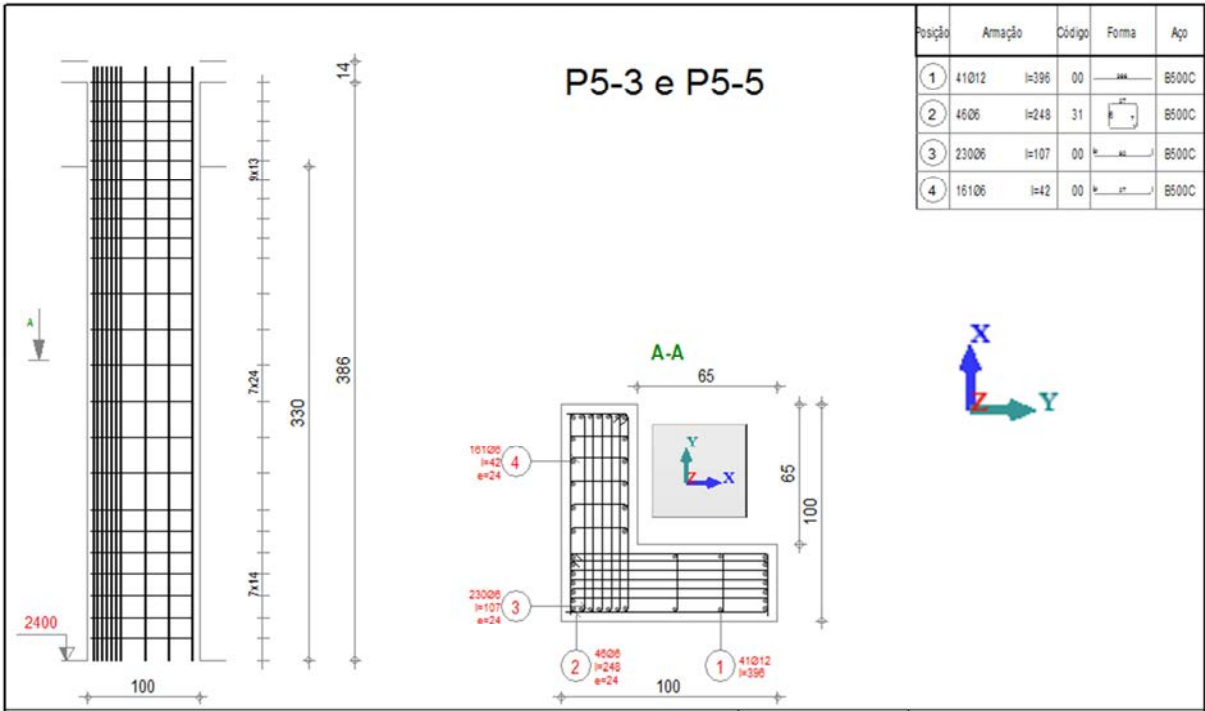 P5-3 e P5-5
Posição Armação Código Forma Aço
1 41Ø12 l=396 00 B500C
2 46Ø6 l=248 31 B500C
3 230Ø6 l=107 00 B500C
4 161Ø6 l=42 00 B500C
14
9x13
A
7x24
330
386
7x14
2400
100
X
Z
Y
A-A
65
161Ø6
l=42
e=24
4
Y
Z
X
65
100
230Ø6
l=107
e=24
3
2
46Ø6
l=248
e=24
1
41Ø12
l=396
100